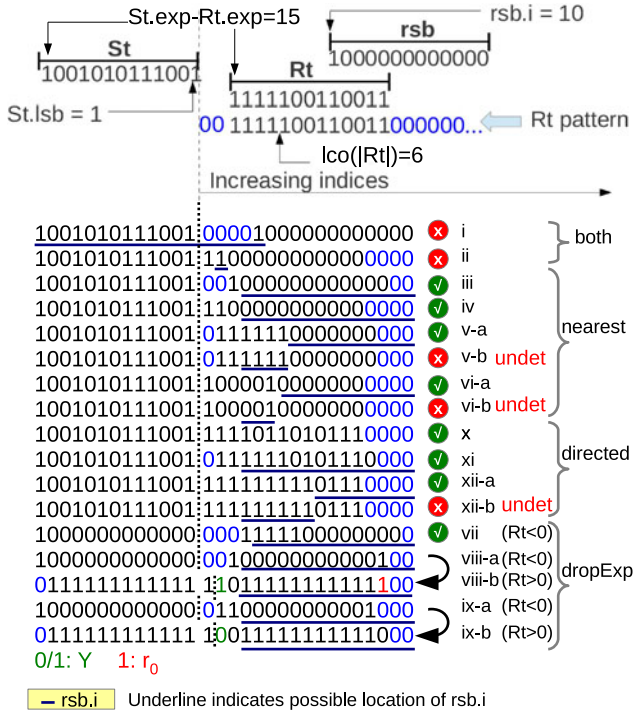 St.exp-Rt.exp=15 rsb.i = 10
St rsb
1001010111001 1000000000000
Rt
1111100110011
St.lsb = 1 00 1111100110011000000... Rt pattern
lco(|Rt|)=6
Increasing indices
1001010111001 00001000000000000 x i both
1001010111001 11000000000000000 x ii
1001010111001 00100000000000000 √ iii
1001010111001 11000000000000000 √ iv
1001010111001 01111110000000000 √ v-a nearest
1001010111001 01111110000000000 x v-b undet
1001010111001 10000100000000000 √ vi-a
1001010111001 10000100000000000 x vi-b undet
1001010111001 11110110101110000 √ x
1001010111001 01111110101110000 √ xi directed
1001010111001 11111111101110000 √ xii-a
1001010111001 11111111101110000 x xii-b undet
1000000000000 00011111000000000 √ vii (Rt<0)
1000000000000 00100000000000100 viii-a (Rt<0)
0111111111111 11011111111111100 viii-b (Rt>0) dropExp
1000000000000 01100000000001000 ix-a (Rt<0)
0111111111111 10011111111111000 ix-b (Rt>0)
0/1: Y 1: r0
rsb.i Underline indicates possible location of rsb.i